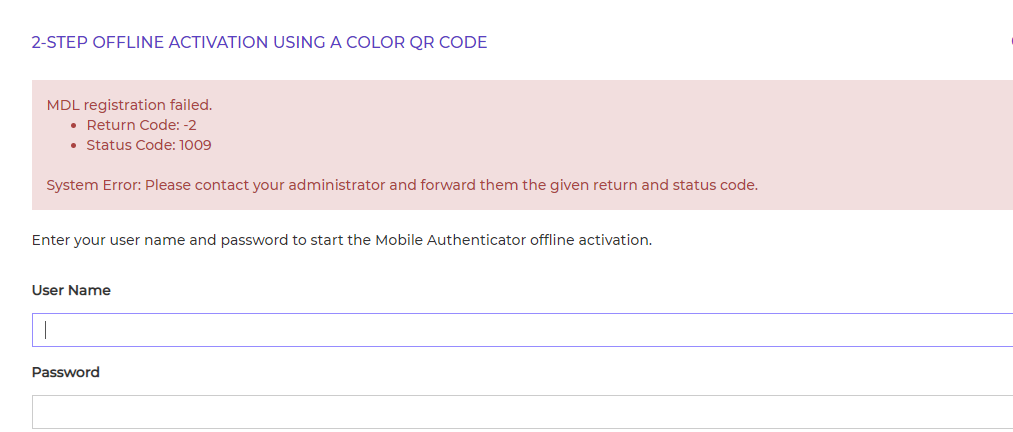 2-STEP OFFLINE ACTIVATION USING A COLOR QR CODE
MDL registration failed.
• Return Code: -2
• Status Code: 1009
System Error: Please contact your administrator and forward them the given return and status code.
Enter your user name and password to start the Mobile Authenticator offline activation.
User Name
Password